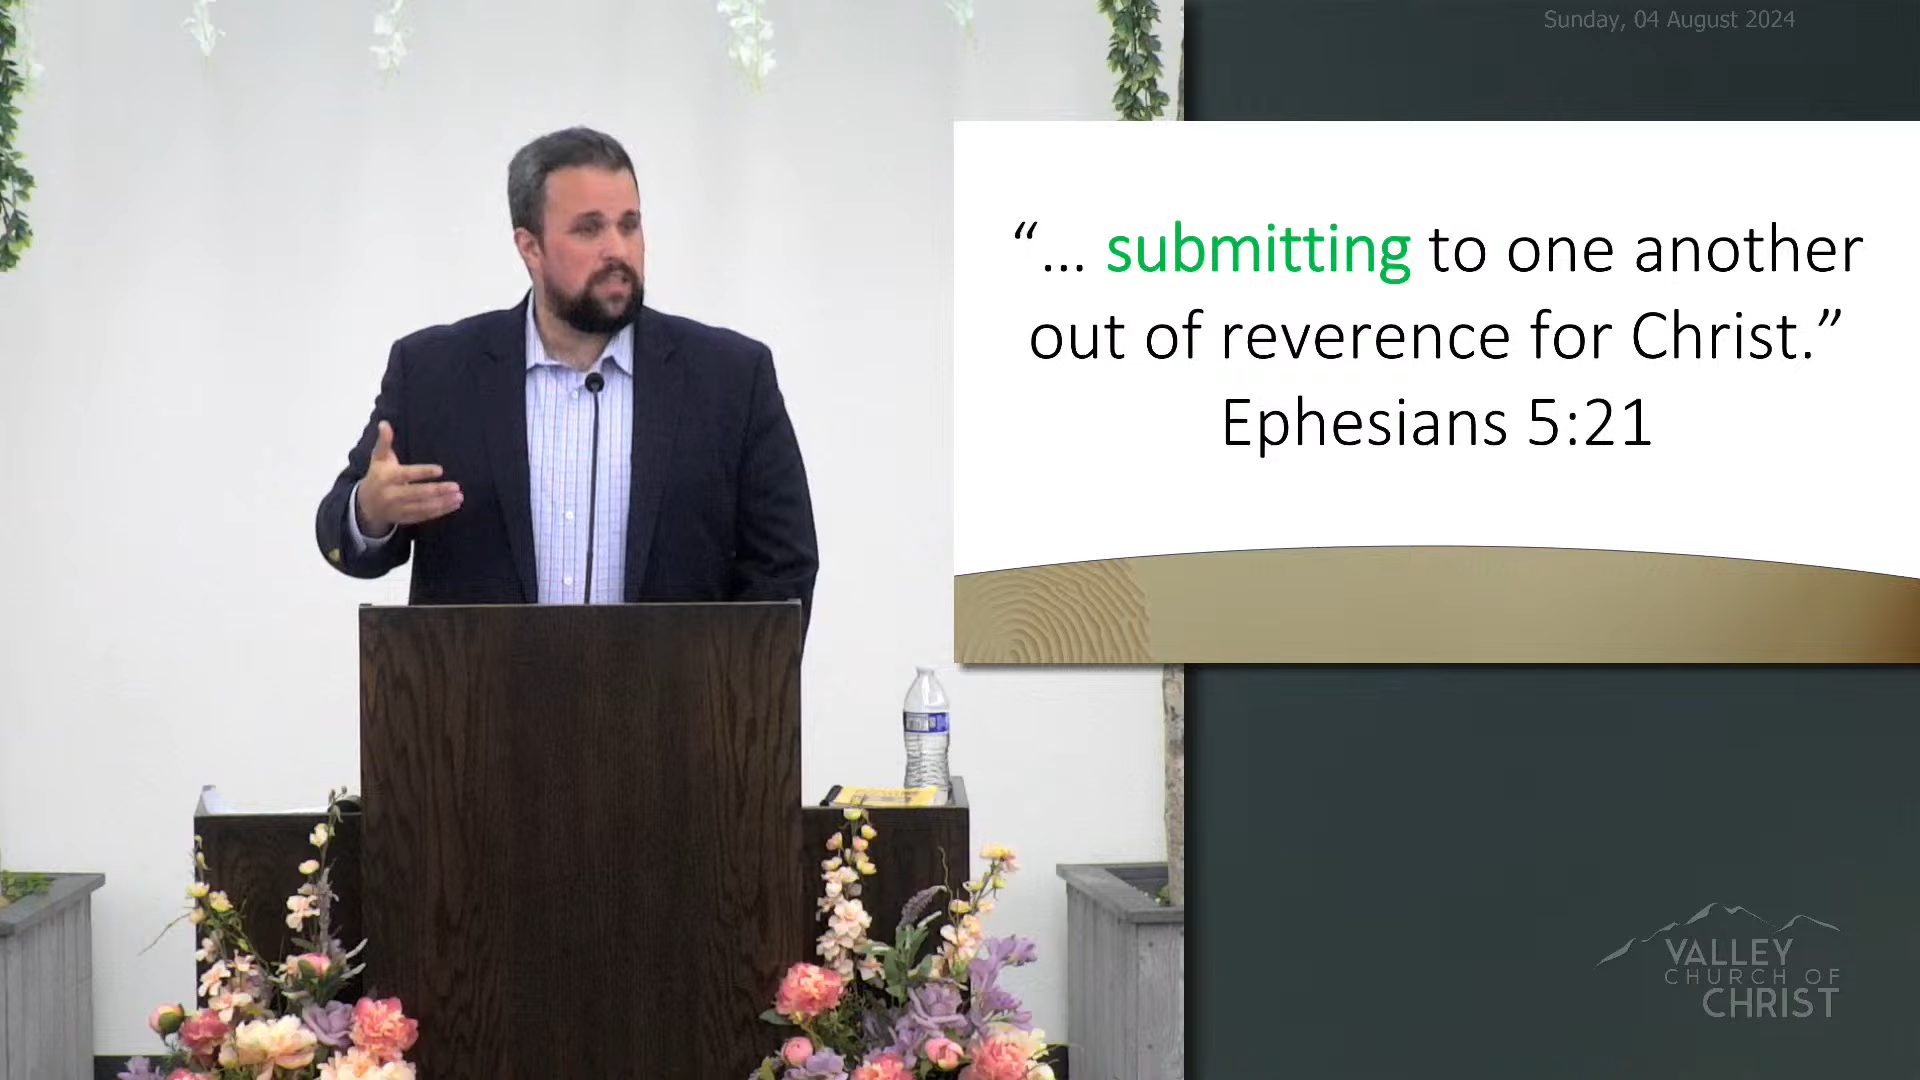 Sunday, 04 August 2024
“... submitting to one another
out of reverence for Christ.”
Ephesians 5:21
VALLEY
CHURCH OF
CHRIST